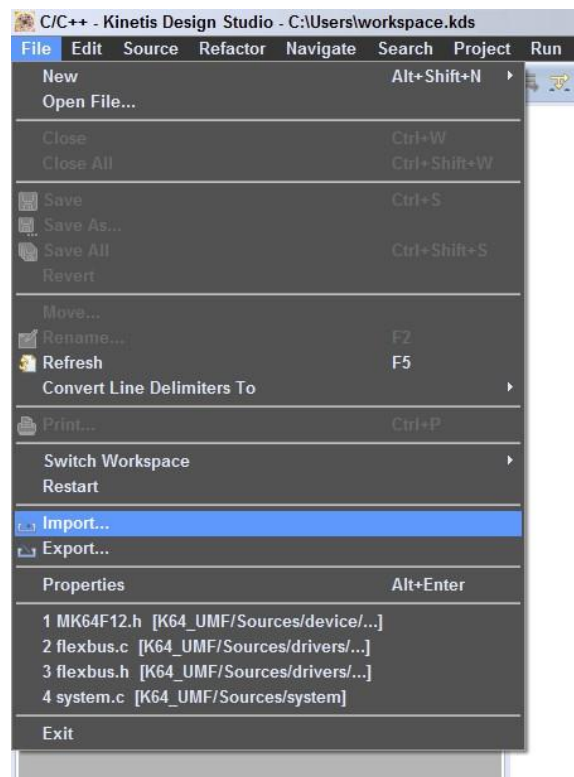 C/C++ - Kinetis Design Studio - C:\Users\workspace.kds
File Edit Source Refactor Navigate Search Project Run
New Alt+Shift+N
Open File...
Close Ctrl+W
Close All Ctrl+Shift+W
Save Ctrl+S
Save As...
Save All Ctrl+Shift+S
Revert
Move...
Rename... F2
Refresh F5
Convert Line Delimiters To
Print... Ctrl+P
Switch Workspace
Restart
Import...
Export...
Properties Alt+Enter
1 MK64F12.h [K64_UMF/Sources/device/...]
2 flexbus.c [K64_UMF/Sources/drivers/...]
3 flexbus.h [K64_UMF/Sources/drivers/...]
4 system.c [K64_UMF/Sources/system]
Exit